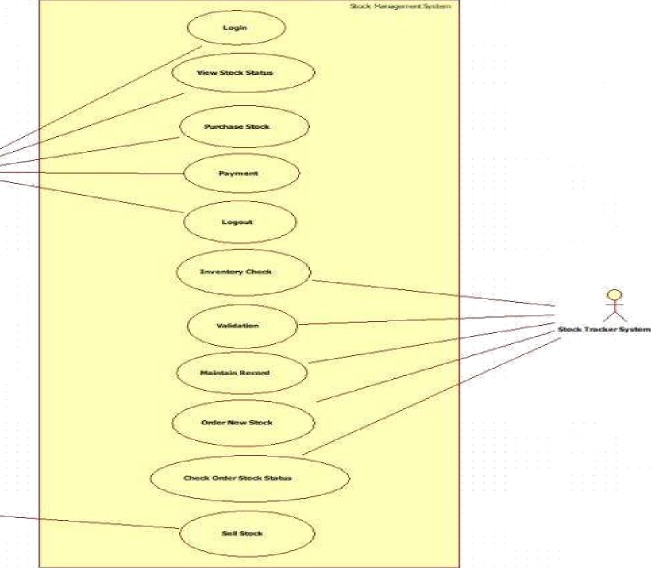 Stock Management System
Login
View Stock Status
Purchase Stock
Payment
Logout
Inventory Check
Validation
Stock Tracker System
Maintain Record
Order New Stock
Check Order Stock Status
Sell Stock